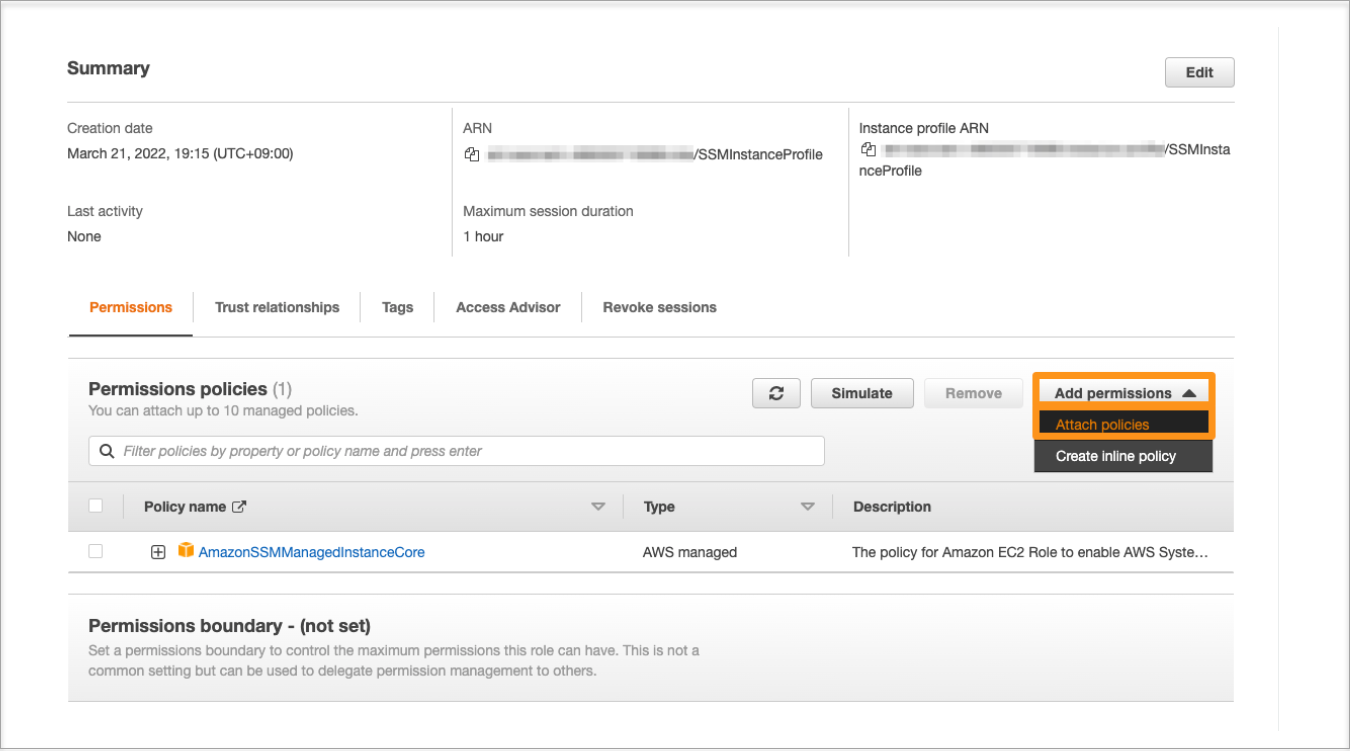 Summary
Edit
Creation date
March 21, 2022, 19:15 (UTC+09:00)
ARN
/SSMInstanceProfile
Instance profile ARN
/SSMInsta
nceProfile
Last activity
None
Maximum session duration
1 hour
Permissions
Trust relationships
Tags
Access Advisor
Revoke sessions
Permissions policies (1)
You can attach up to 10 managed policies.
Simulate
Remove
Add permissions
Attach policies
Create inline policy
Filter policies by property or policy name and press enter
Policy name
Type
Description
AmazonSSMManagedInstanceCore
AWS managed
The policy for Amazon EC2 Role to enable AWS Syste…
Permissions boundary - (not set)
Set a permissions boundary to control the maximum permissions this role can have. This is not a
common setting but can be used to delegate permission management to others.